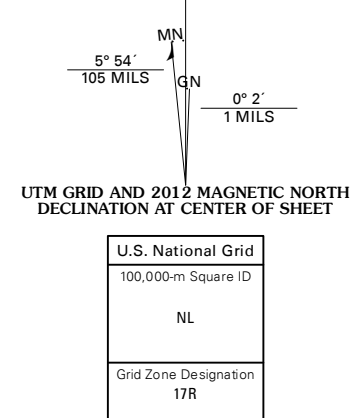 MN
5° 54´
105 MILS
GN
0° 2´
1 MILS
UTM GRID AND 2012 MAGNETIC NORTH
DECLINATION AT CENTER OF SHEET
U.S. National Grid
100,000-m Square ID
NL
Grid Zone Designation
17R